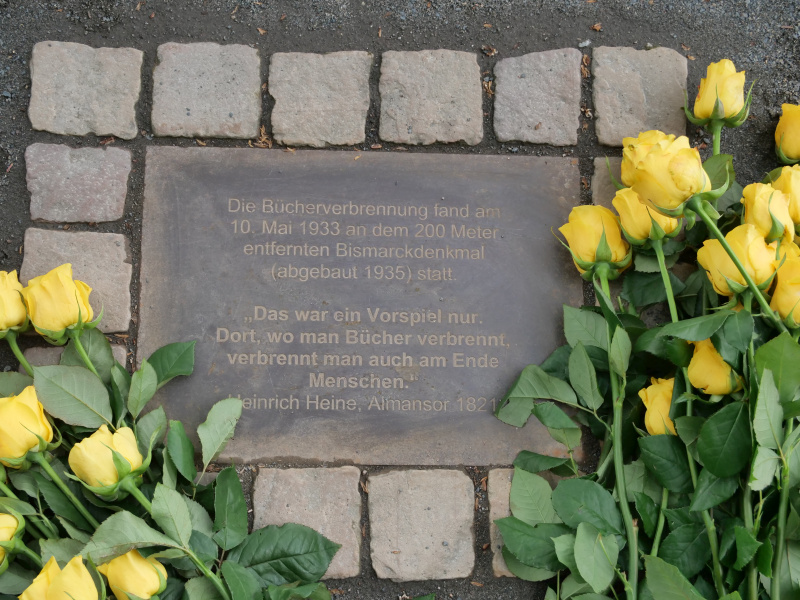 Die Bücherverbrennung fand am
10. Mai 1933 an dem 200 Meter
entfernten Bismarckdenkmal
(abgebaut 1935) statt.
„Das war ein Vorspiel nur.
Dort, wo man Bücher verbrennt,
verbrennt man auch am Ende
Menschen.“
Heinrich Heine, Almansor 1821